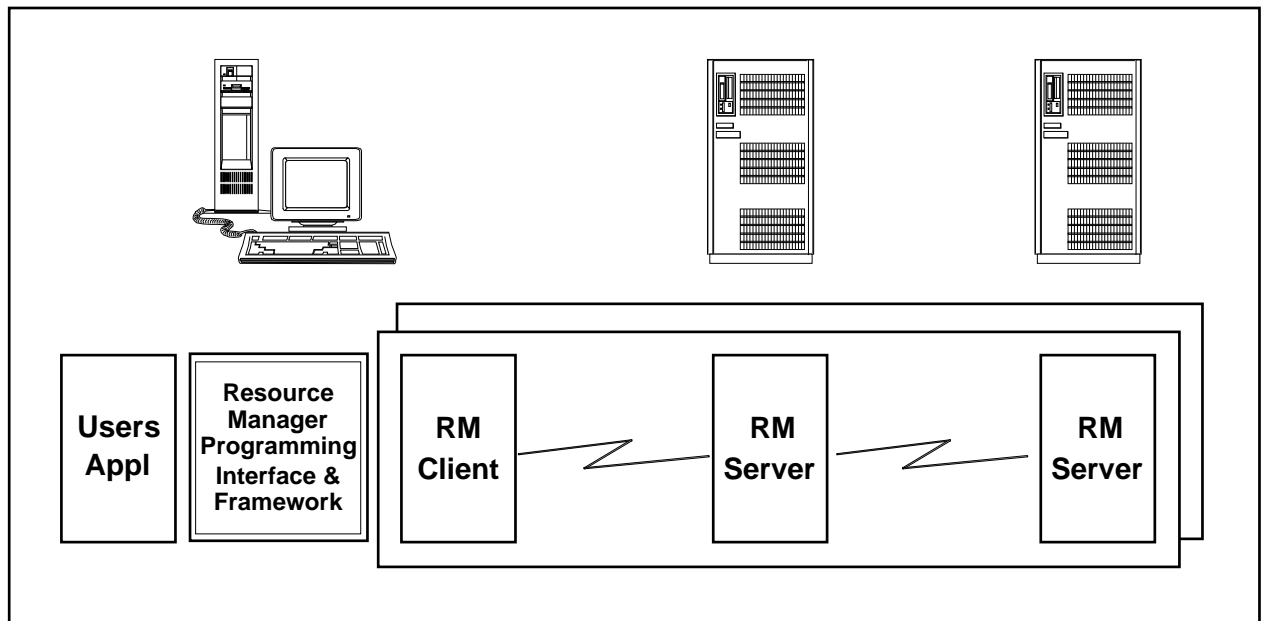 Users
Appl
Resource
Manager
Programming
Interface &
Framework
RM
Client
RM
Server
RM
Server